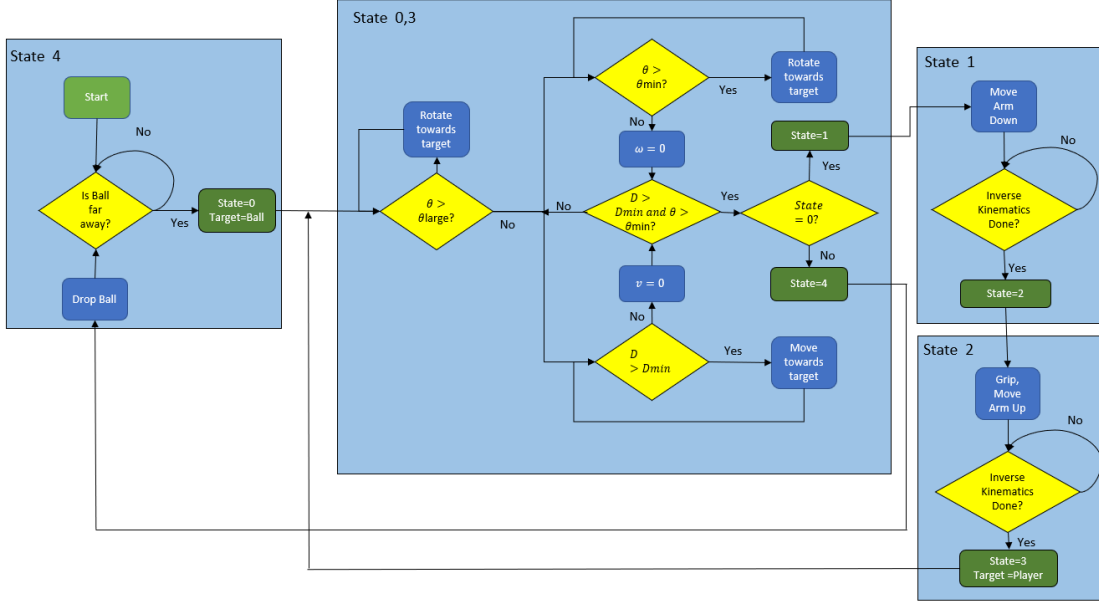 State 4
Start
No
Is Ball
far
away?
Yes
State=0
Target=Ball
Drop Ball
State 0,3
Rotate
towards
target
θ >
θlarge?
No
θ >
θmin?
Yes
Rotate
towards
target
No
ω = 0
D >
Dmin and θ >
θmin?
Yes
State=1
Yes
State
= 0?
No
State=4
v = 0
No
D
> Dmin
Yes
Move
towards
target
State 1
Move
Arm
Down
No
Inverse
Kinematics
Done?
Yes
State=2
State 2
Grip,
Move
Arm Up
No
Inverse
Kinematics
Done?
Yes
State=3
Target =Player
No